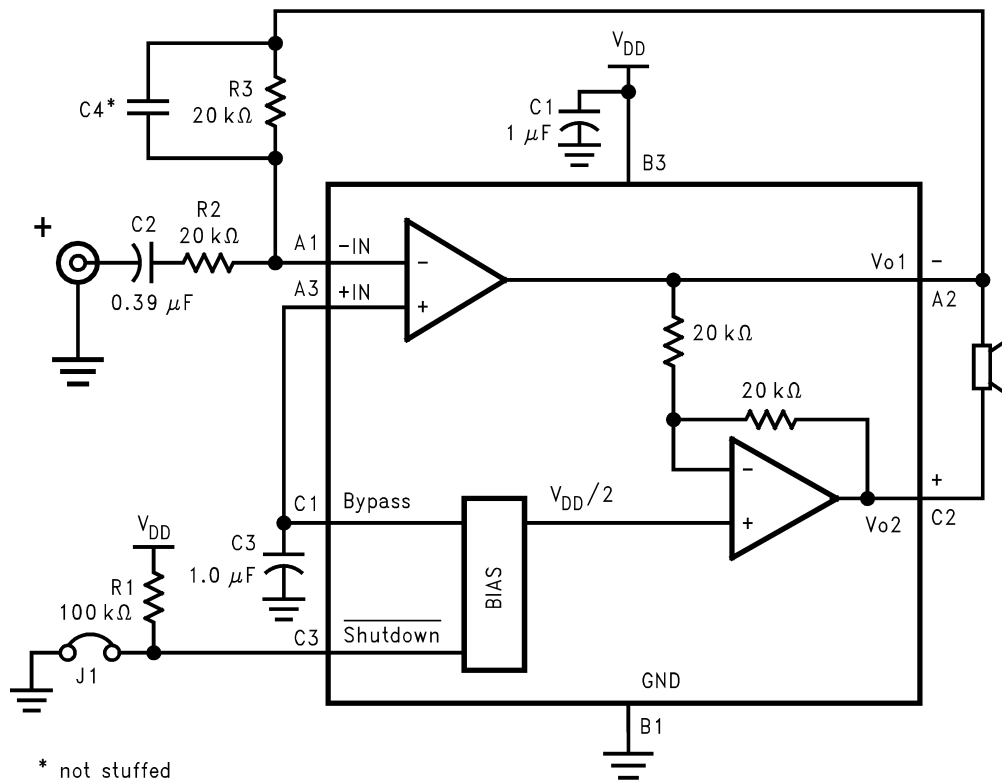 V_DD
R3
20 kΩ
C4*
C1
1 µF
B3
+
C2
R2
20 kΩ
0.39 µF
A1
-IN
A3
+IN
-
+
Vo1
-
A2
20 kΩ
20 kΩ
-
+
C1
Bypass
V_DD/2
+
C2
Vo2
C3
1.0 µF
V_DD
R1
100 kΩ
BIAS
C3
Shutdown
J1
GND
B1
* not stuffed